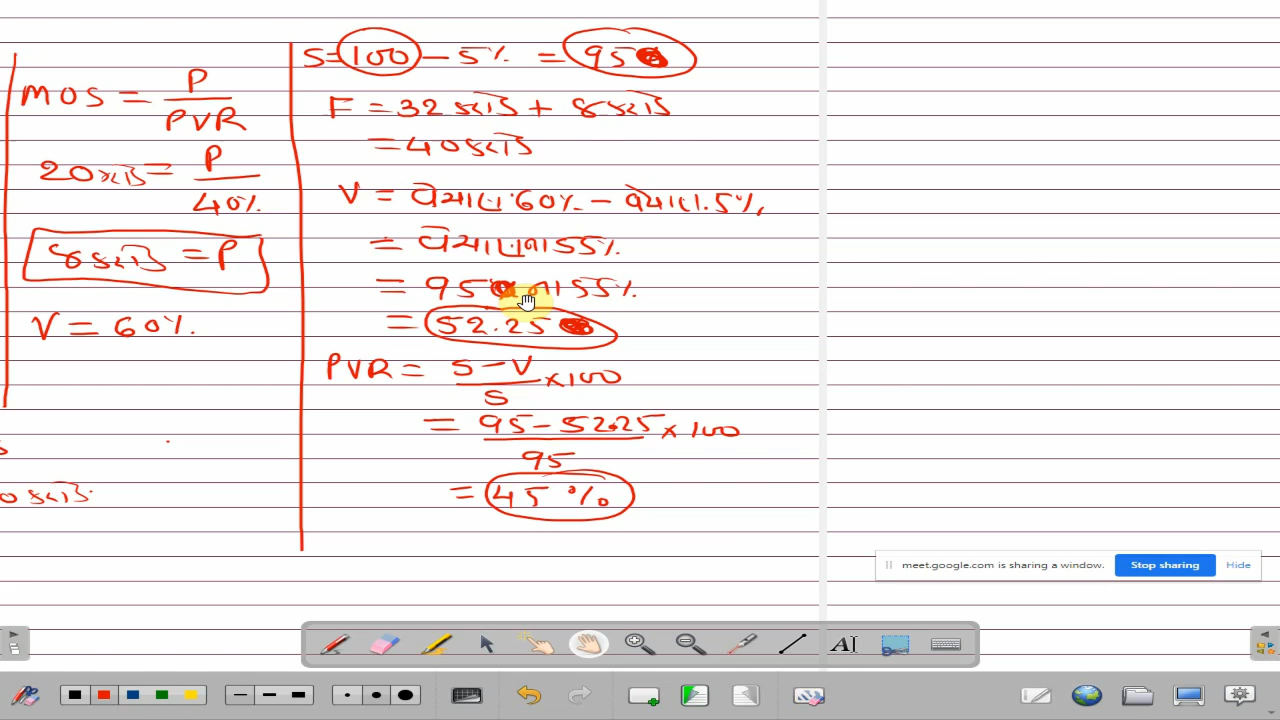 MOS = P / PVR
20 કરોડ = P / 40%
8 કરોડ = P
V = 60%
S = 100 - 5% = 95
F = 32 કરોડ + 8 કરોડ
= 40 કરોડ
V = વેચાણ 60% - વેચાણ 5%
= વેચાણના 55%
= 95 ના 55%
= 52.25
PVR = S - V / S × 100
= 95 - 52.25 / 95 × 100
= 45%
meet.google.com is sharing a window.
Stop sharing
Hide